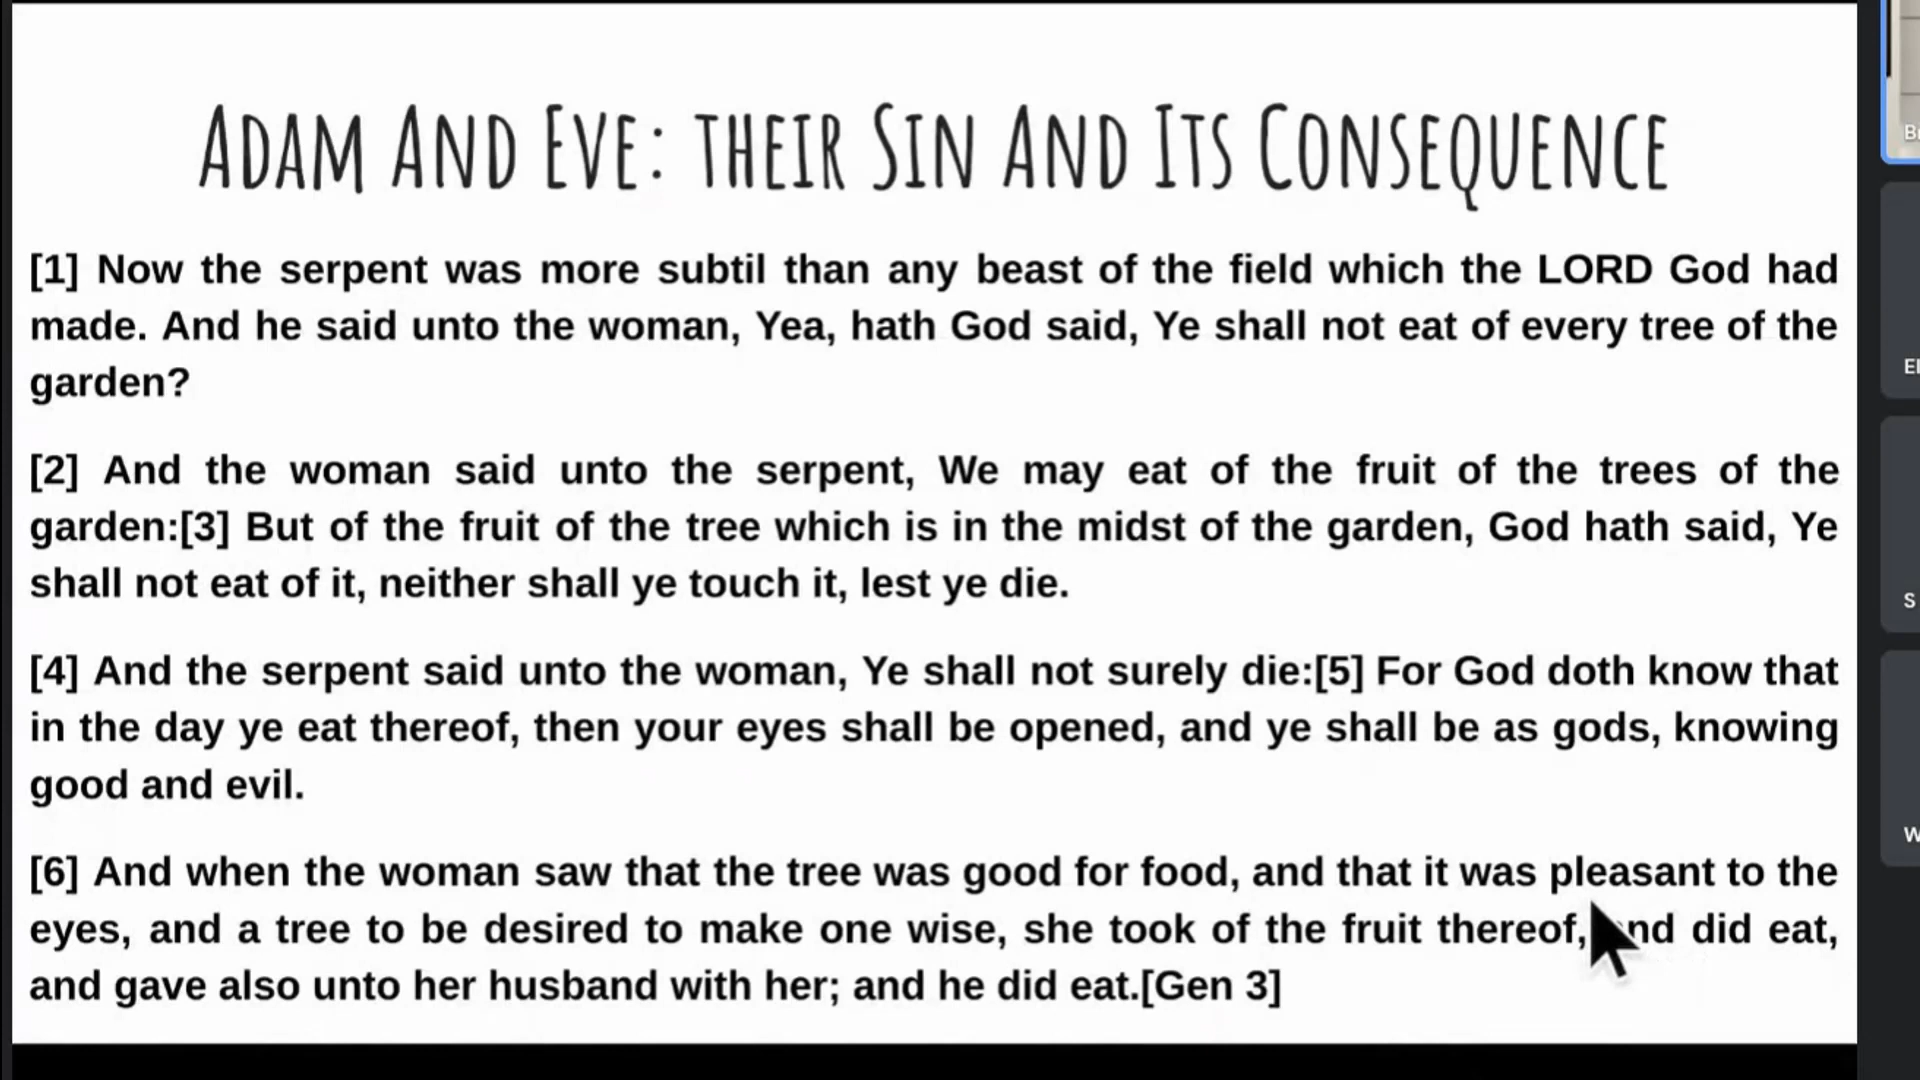 Adam And Eve: their Sin And Its Consequence
[1] Now the serpent was more subtil than any beast of the field which the LORD God had
made. And he said unto the woman, Yea, hath God said, Ye shall not eat of every tree of the
garden?
[2] And the woman said unto the serpent, We may eat of the fruit of the trees of the
garden:[3] But of the fruit of the tree which is in the midst of the garden, God hath said, Ye
shall not eat of it, neither shall ye touch it, lest ye die.
[4] And the serpent said unto the woman, Ye shall not surely die:[5] For God doth know that
in the day ye eat thereof, then your eyes shall be opened, and ye shall be as gods, knowing
good and evil.
[6] And when the woman saw that the tree was good for food, and that it was pleasant to the
eyes, and a tree to be desired to make one wise, she took of the fruit thereof, and did eat,
and gave also unto her husband with her; and he did eat.[Gen 3]
S